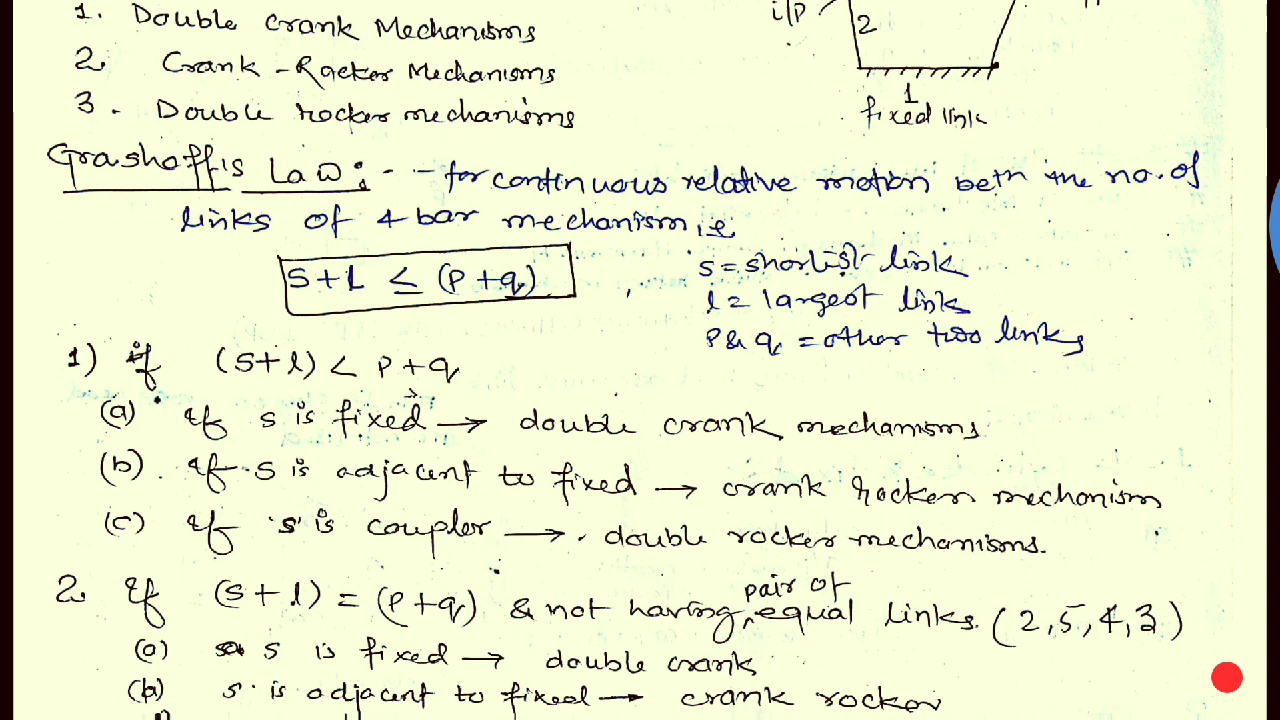 1. Double Crank Mechanisms
i/p
2
2. Crank - Rocker Mechanisms
1
3. Double rocker mechanisms
fixed link
Grashoff's Law :- - for continuous relative motion betn the no. of
links of 4 bar mechanism, ie
S + L ≤ (P + q)
, s = shortest link
l = largest link
P & q = other two links
1) if (S + l) < P + q
(a) If s is fixed → double crank mechanisms
(b). If s is adjacent to fixed → crank rocker mechanism
(c) If 's' is coupler → double rocker mechanisms.
2. If (s + l) = (P + q) & not having pair of equal links. (2,5,4,3)
(a) s is fixed → double crank
(b) s is adjacent to fixed → crank rocker